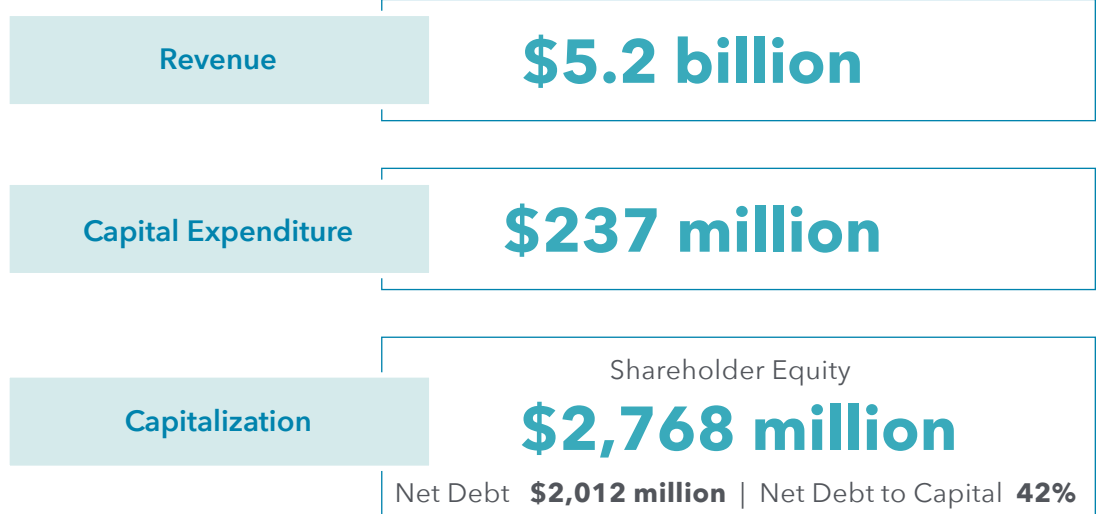 Revenue
$5.2 billion
Capital Expenditure
$237 million
Capitalization
Shareholder Equity
$2,768 million
Net Debt $2,012 million | Net Debt to Capital 42%